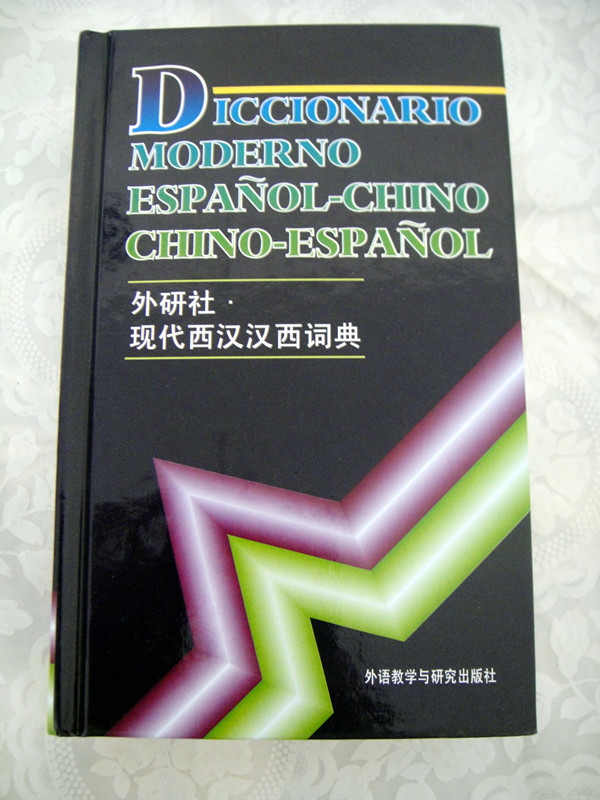 DICCIONARIO
MODERNO
ESPAÑOL-CHINO
CHINO-ESPAÑOL
外研社·
现代西汉汉西词典
外语教学与研究出版社